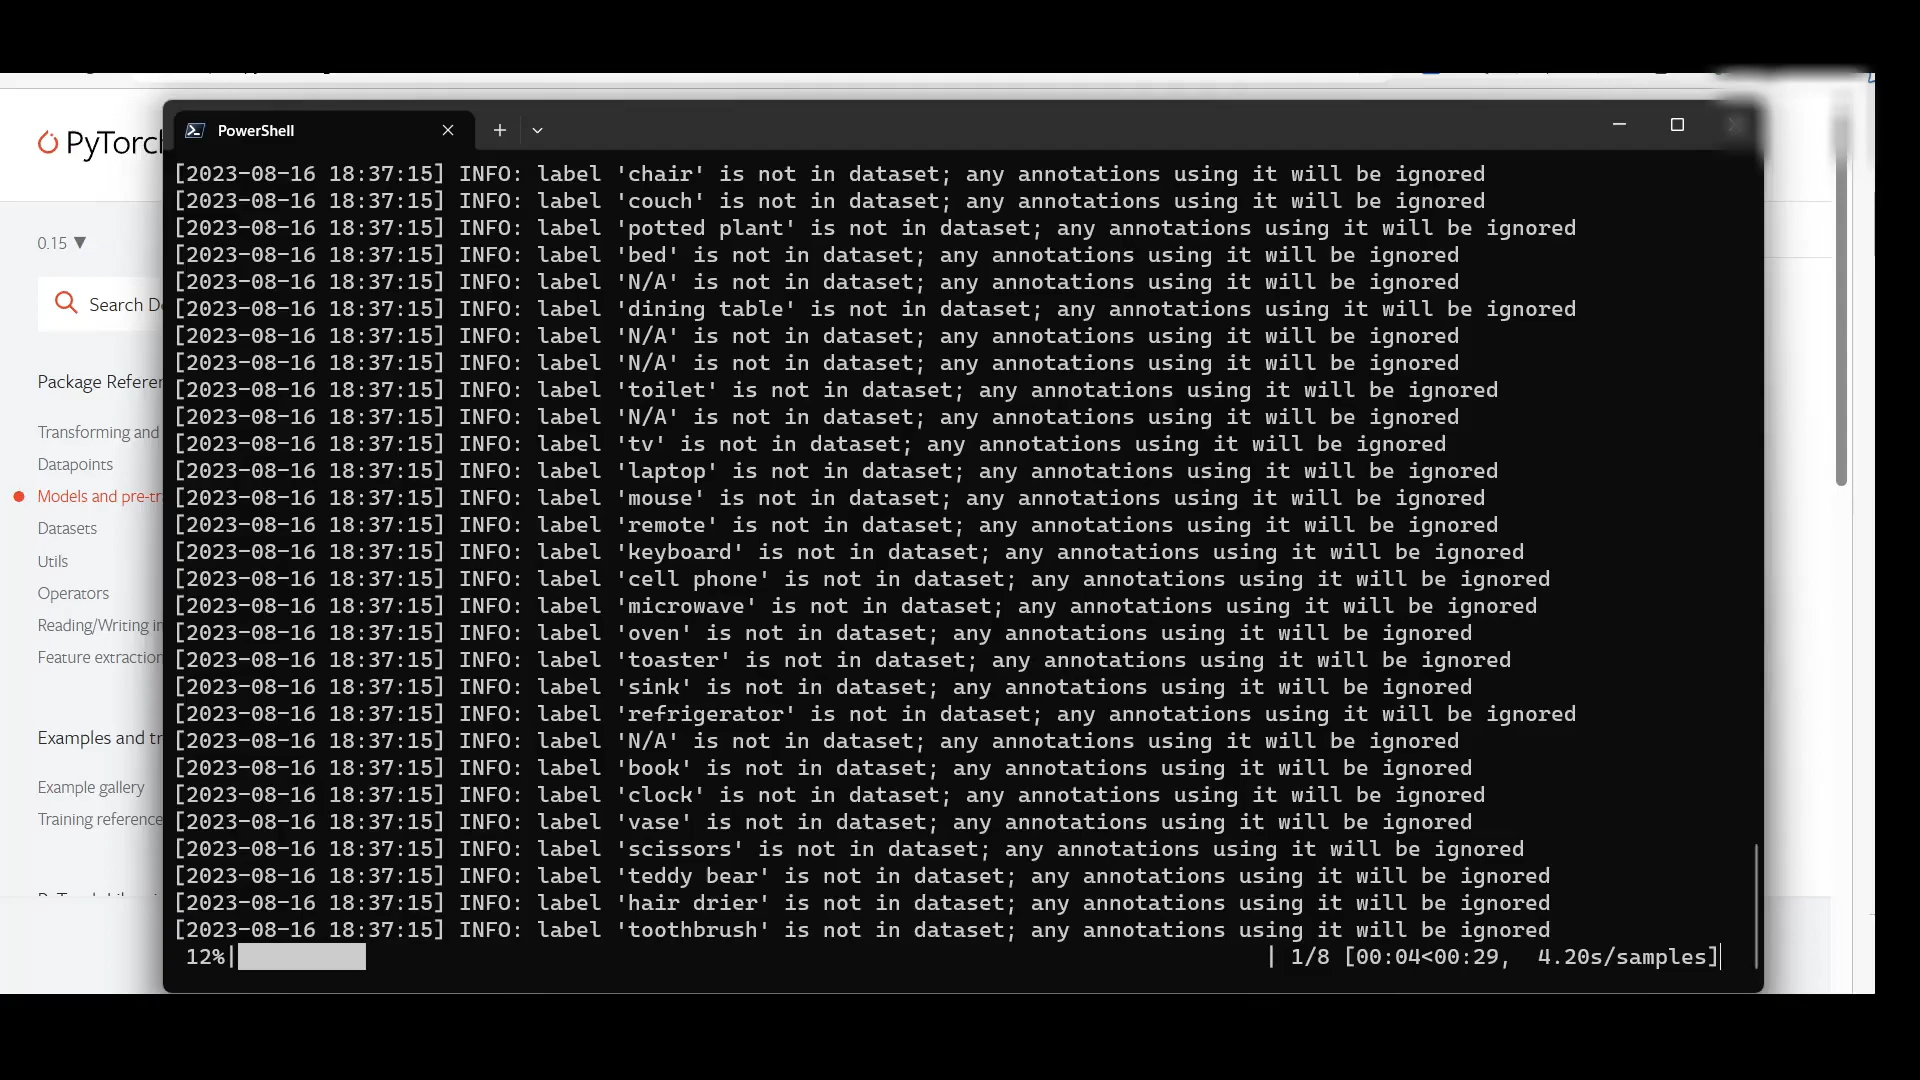 PowerShell
PyTorch
0.15 ▼
Search Do
Package Referen
Transforming and
Datapoints
Models and pre-tr
Datasets
Utils
Operators
Reading/Writing in
Feature extraction
Examples and tr
Example gallery
Training reference
[2023-08-16 18:37:15] INFO: label 'chair' is not in dataset; any annotations using it will be ignored
[2023-08-16 18:37:15] INFO: label 'couch' is not in dataset; any annotations using it will be ignored
[2023-08-16 18:37:15] INFO: label 'potted plant' is not in dataset; any annotations using it will be ignored
[2023-08-16 18:37:15] INFO: label 'bed' is not in dataset; any annotations using it will be ignored
[2023-08-16 18:37:15] INFO: label 'N/A' is not in dataset; any annotations using it will be ignored
[2023-08-16 18:37:15] INFO: label 'dining table' is not in dataset; any annotations using it will be ignored
[2023-08-16 18:37:15] INFO: label 'N/A' is not in dataset; any annotations using it will be ignored
[2023-08-16 18:37:15] INFO: label 'N/A' is not in dataset; any annotations using it will be ignored
[2023-08-16 18:37:15] INFO: label 'toilet' is not in dataset; any annotations using it will be ignored
[2023-08-16 18:37:15] INFO: label 'N/A' is not in dataset; any annotations using it will be ignored
[2023-08-16 18:37:15] INFO: label 'tv' is not in dataset; any annotations using it will be ignored
[2023-08-16 18:37:15] INFO: label 'laptop' is not in dataset; any annotations using it will be ignored
[2023-08-16 18:37:15] INFO: label 'mouse' is not in dataset; any annotations using it will be ignored
[2023-08-16 18:37:15] INFO: label 'remote' is not in dataset; any annotations using it will be ignored
[2023-08-16 18:37:15] INFO: label 'keyboard' is not in dataset; any annotations using it will be ignored
[2023-08-16 18:37:15] INFO: label 'cell phone' is not in dataset; any annotations using it will be ignored
[2023-08-16 18:37:15] INFO: label 'microwave' is not in dataset; any annotations using it will be ignored
[2023-08-16 18:37:15] INFO: label 'oven' is not in dataset; any annotations using it will be ignored
[2023-08-16 18:37:15] INFO: label 'toaster' is not in dataset; any annotations using it will be ignored
[2023-08-16 18:37:15] INFO: label 'sink' is not in dataset; any annotations using it will be ignored
[2023-08-16 18:37:15] INFO: label 'refrigerator' is not in dataset; any annotations using it will be ignored
[2023-08-16 18:37:15] INFO: label 'N/A' is not in dataset; any annotations using it will be ignored
[2023-08-16 18:37:15] INFO: label 'book' is not in dataset; any annotations using it will be ignored
[2023-08-16 18:37:15] INFO: label 'clock' is not in dataset; any annotations using it will be ignored
[2023-08-16 18:37:15] INFO: label 'vase' is not in dataset; any annotations using it will be ignored
[2023-08-16 18:37:15] INFO: label 'scissors' is not in dataset; any annotations using it will be ignored
[2023-08-16 18:37:15] INFO: label 'teddy bear' is not in dataset; any annotations using it will be ignored
[2023-08-16 18:37:15] INFO: label 'hair drier' is not in dataset; any annotations using it will be ignored
[2023-08-16 18:37:15] INFO: label 'toothbrush' is not in dataset; any annotations using it will be ignored
12%| | 1/8 [00:04<00:29, 4.20s/samples]